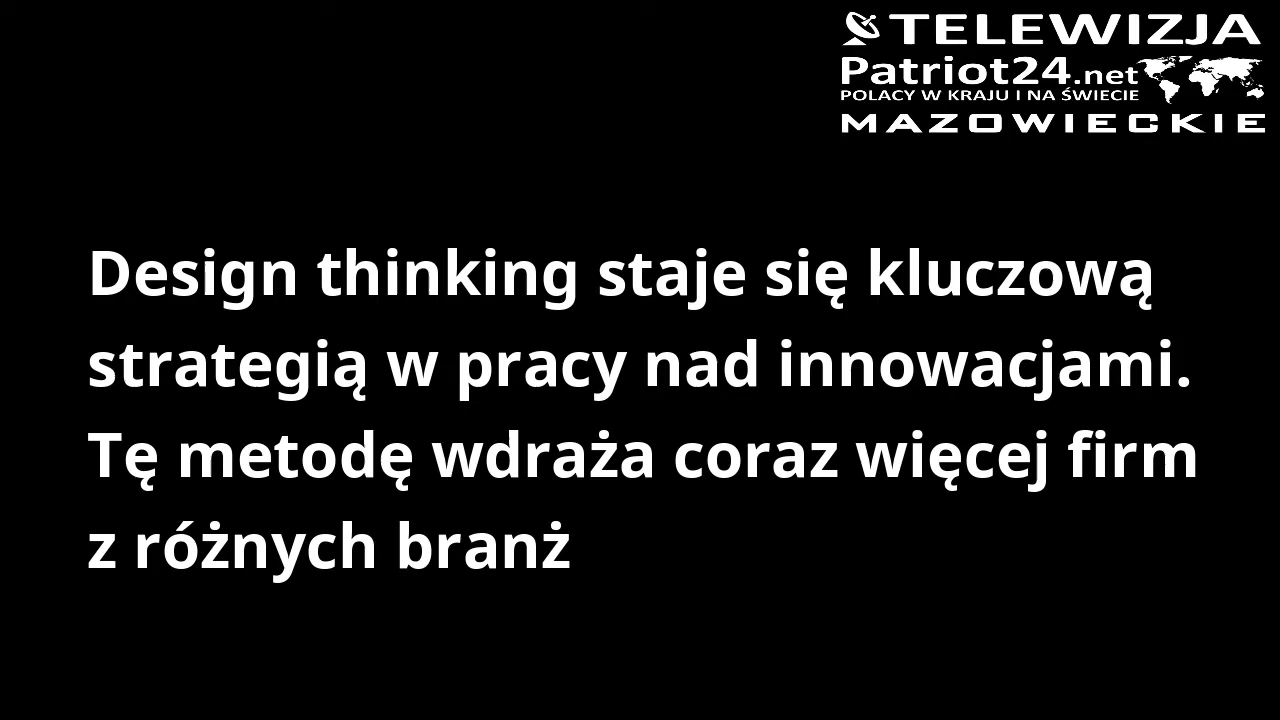 TELEWIZJA
Patriot24.net
POLACY W KRAJU I NA ŚWIECIE
MAZOWIECKIE
Design thinking staje się kluczową
strategią w pracy nad innowacjami.
Tę metodę wdraża coraz więcej firm
z różnych branż